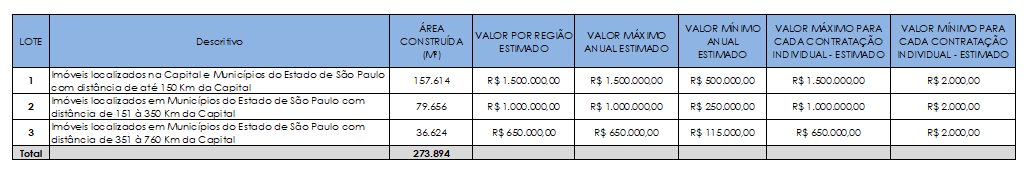 LOTE | Descritivo | ÁREA CONSTRUÍDA (M²) | VALOR POR REGIÃO ESTIMADO | VALOR MÁXIMO ANUAL ESTIMADO | VALOR MÍNIMO ANUAL ESTIMADO | VALOR MÁXIMO PARA CADA CONTRATAÇÃO INDIVIDUAL - ESTIMADO | VALOR MÍNIMO PARA CADA CONTRATAÇÃO INDIVIDUAL - ESTIMADO
1 | Imóveis localizados na Capital e Municípios do Estado de São Paulo com distância de até 150 Km da Capital | 157.614 | R$ 1.500.000,00 | R$ 1.500.000,00 | R$ 500.000,00 | R$ 1.500.000,00 | R$ 2.000,00
2 | Imóveis localizados em Municípios do Estado de São Paulo com distância de 151 à 350 Km da Capital | 79.656 | R$ 1.000.000,00 | R$ 1.000.000,00 | R$ 250.000,00 | R$ 1.000.000,00 | R$ 2.000,00
3 | Imóveis localizados em Municípios do Estado de São Paulo com distância de 351 à 760 Km da Capital | 36.624 | R$ 650.000,00 | R$ 650.000,00 | R$ 115.000,00 | R$ 650.000,00 | R$ 2.000,00
Total | 273.894